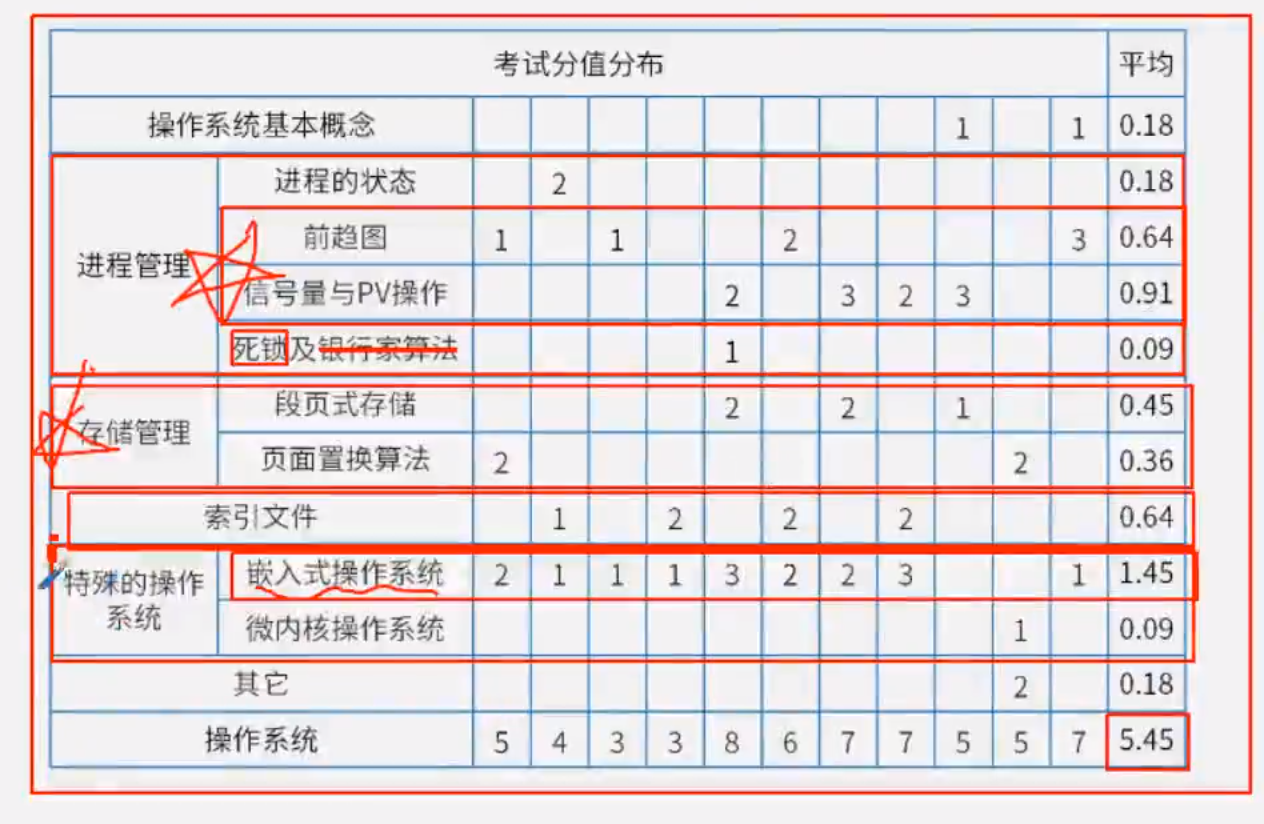 考试分值分布 平均
操作系统基本概念 1 1 0.18
进程管理
进程的状态 2 0.18
前趋图 1 1 2 3 0.64
信号量与PV操作 2 3 2 3 0.91
死锁及银行家算法 1 0.09
存储管理
段页式存储 2 2 1 0.45
页面置换算法 2 2 0.36
索引文件 1 2 2 2 0.64
特殊的操作
系统
嵌入式操作系统 2 1 1 1 3 2 2 3 1 1.45
微内核操作系统 1 0.09
其它 2 0.18
操作系统 5 4 3 3 8 6 7 7 5 5 7 5.45